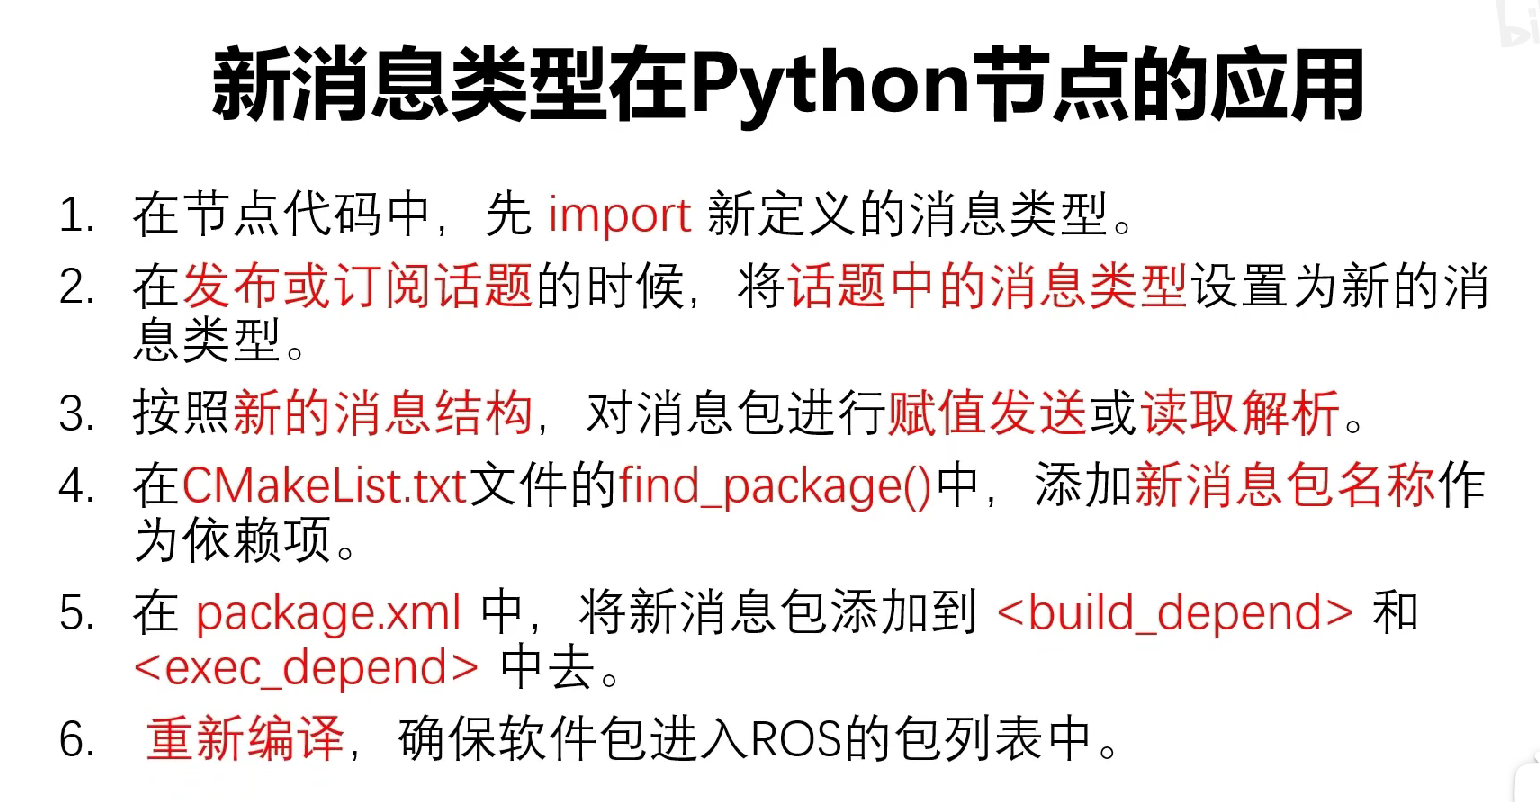 新消息类型在Python节点的应用
1. 在节点代码中，先 import 新定义的消息类型。
2. 在发布或订阅话题的时候，将话题中的消息类型设置为新的消
息类型。
3. 按照新的消息结构，对消息包进行赋值发送或读取解析。
4. 在CMakeList.txt文件的find_package()中，添加新消息包名称作
为依赖项。
5. 在 package.xml 中，将新消息包添加到 <build_depend> 和
<exec_depend> 中去。
6. 重新编译，确保软件包进入ROS的包列表中。